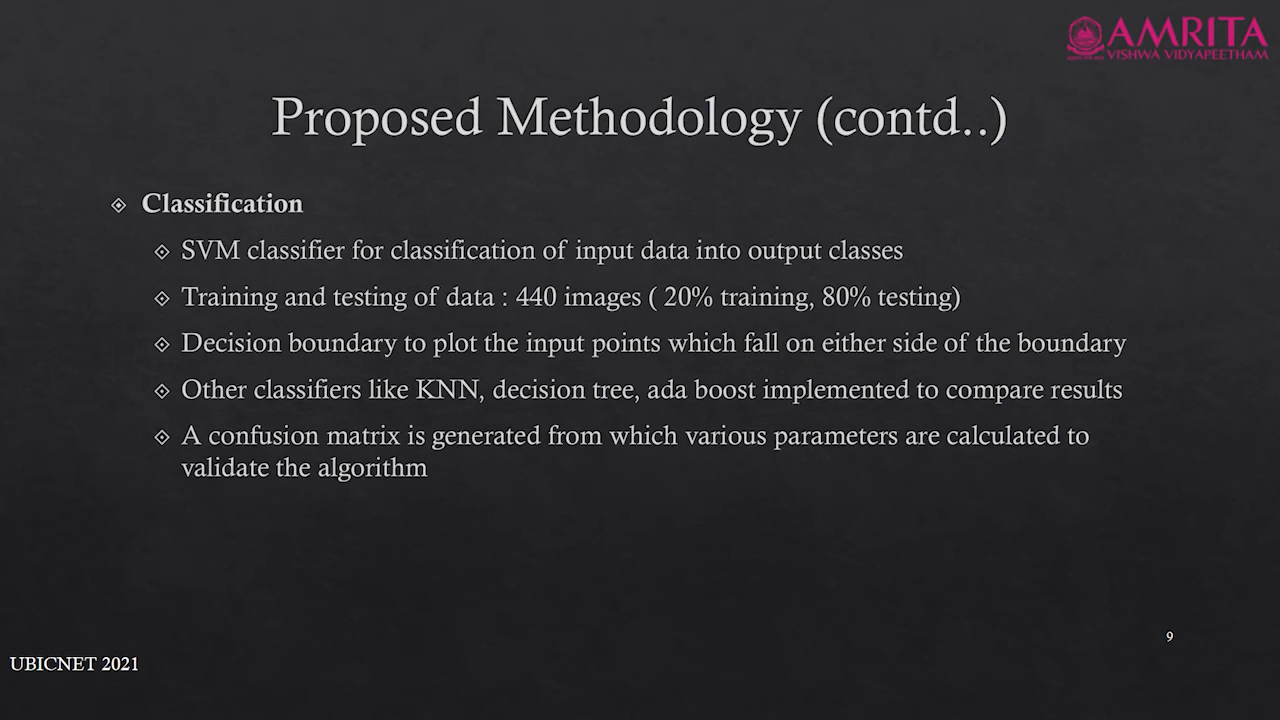 AMRITA
VISHWA VIDYAPEETHAM
Proposed Methodology (contd..)
Classification
SVM classifier for classification of input data into output classes
Training and testing of data : 440 images ( 20% training, 80% testing)
Decision boundary to plot the input points which fall on either side of the boundary
Other classifiers like KNN, decision tree, ada boost implemented to compare results
A confusion matrix is generated from which various parameters are calculated to
validate the algorithm
9
UBICNET 2021